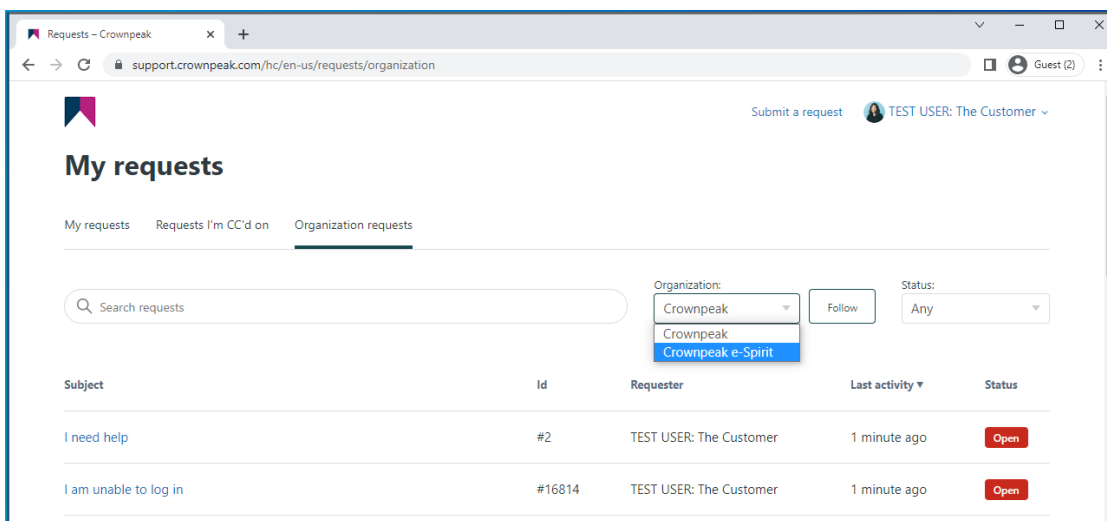 Requests – Crownpeak
support.crownpeak.com/hc/en-us/requests/organization
Guest (2)
Submit a request
TEST USER: The Customer
My requests
My requests Requests I'm CC'd on Organization requests
Organization: Status:
Search requests Crownpeak Follow Any
Crownpeak
Crownpeak e-Spirit
Subject Id Requester Last activity ▼ Status
I need help #2 TEST USER: The Customer 1 minute ago Open
I am unable to log in #16814 TEST USER: The Customer 1 minute ago Open